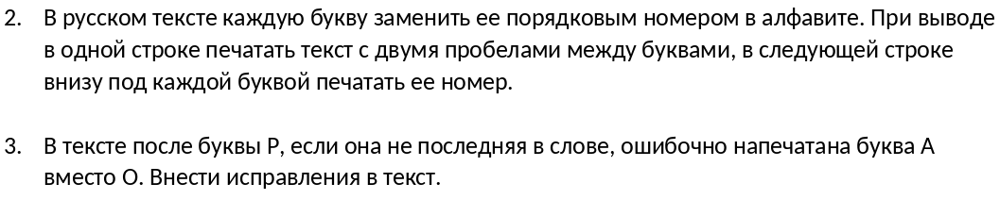 2. В русском тексте каждую букву заменить ее порядковым номером в алфавите. При выводе
в одной строке печатать текст с двумя пробелами между буквами, в следующей строке
внизу под каждой буквой печатать ее номер.
3. В тексте после буквы Р, если она не последняя в слове, ошибочно напечатана буква А
вместо О. Внести исправления в текст.